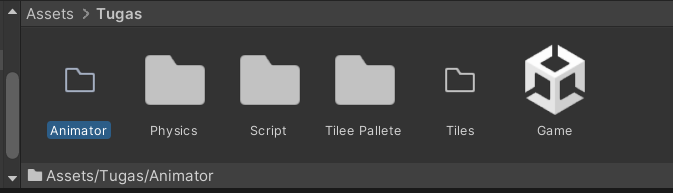 Assets > Tugas
Animator Physics Script Tilee Pallete Tiles Game
Assets/Tugas/Animator